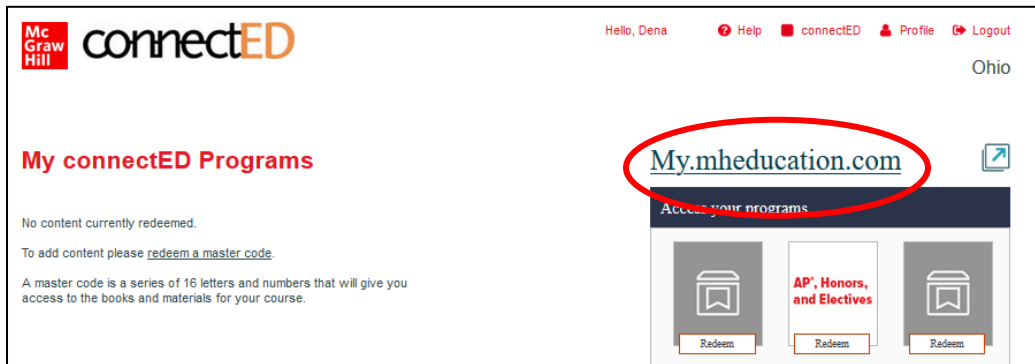 Mc
Graw
Hill
connectED
Hello, Dena
Help
connectED
Profile
Logout
Ohio
My connectED Programs
No content currently redeemed.
To add content please redeem a master code.
A master code is a series of 16 letters and numbers that will give you
access to the books and materials for your course.
My.mheducation.com
Access your programs
AP®, Honors,
and Electives
Redeem
Redeem
Redeem